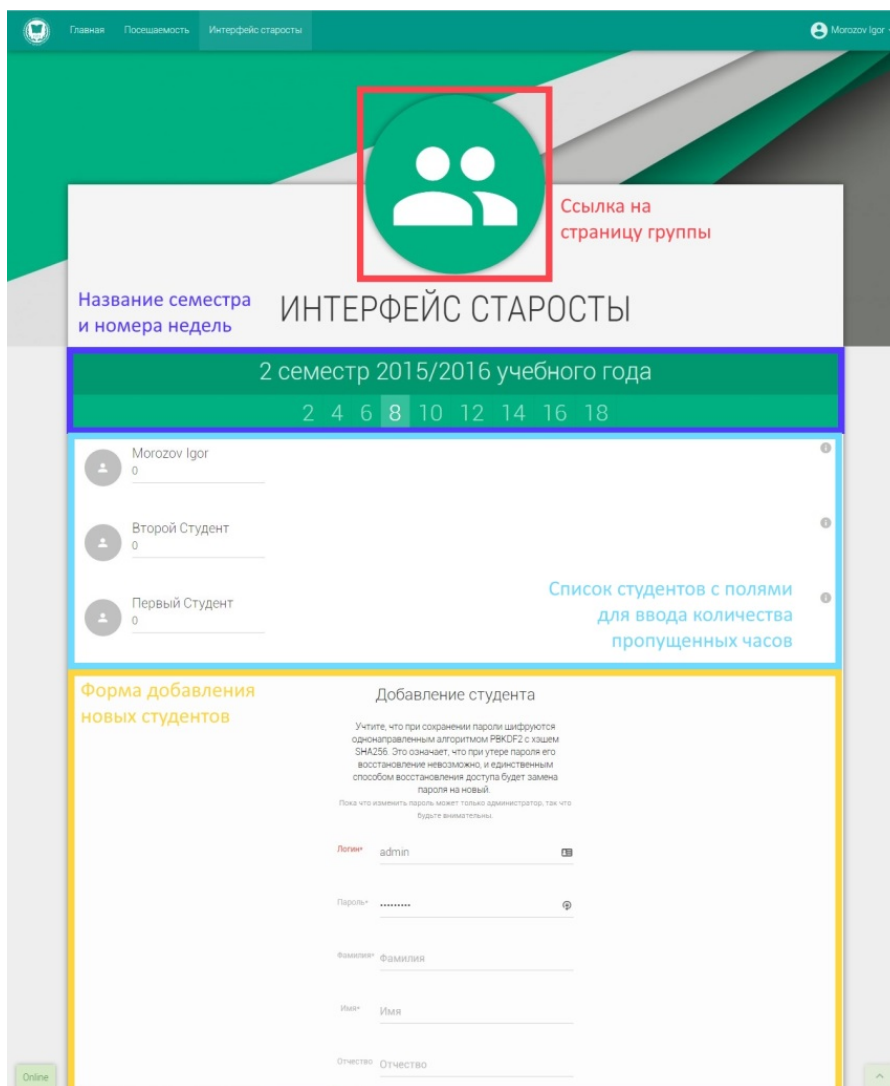 Главная Посещаемость Интерфейс старосты Morozov Igor
Ссылка на
страницу группы
Название семестра
и номера недель
ИНТЕРФЕЙС СТАРОСТЫ
2 семестр 2015/2016 учебного года
2 4 6 8 10 12 14 16 18
Morozov Igor
0
Второй Студент
0
Первый Студент
0
Список студентов с полями
для ввода количества
пропущенных часов
Форма добавления
новых студентов
Добавление студента
Учтите, что при сохранении пароли шифруются
однонаправленным алгоритмом PBKDF2 с хэшем
SHA256. Это означает, что при утере пароля его
восстановление невозможно, и единственным
способом восстановления доступа будет замена
пароля на новый.
Пока что изменить пароль может только администратор, так что
будьте внимательны.
Логин* admin
Пароль* •••••••••
Фамилия* Фамилия
Имя* Имя
Отчество Отчество
Online